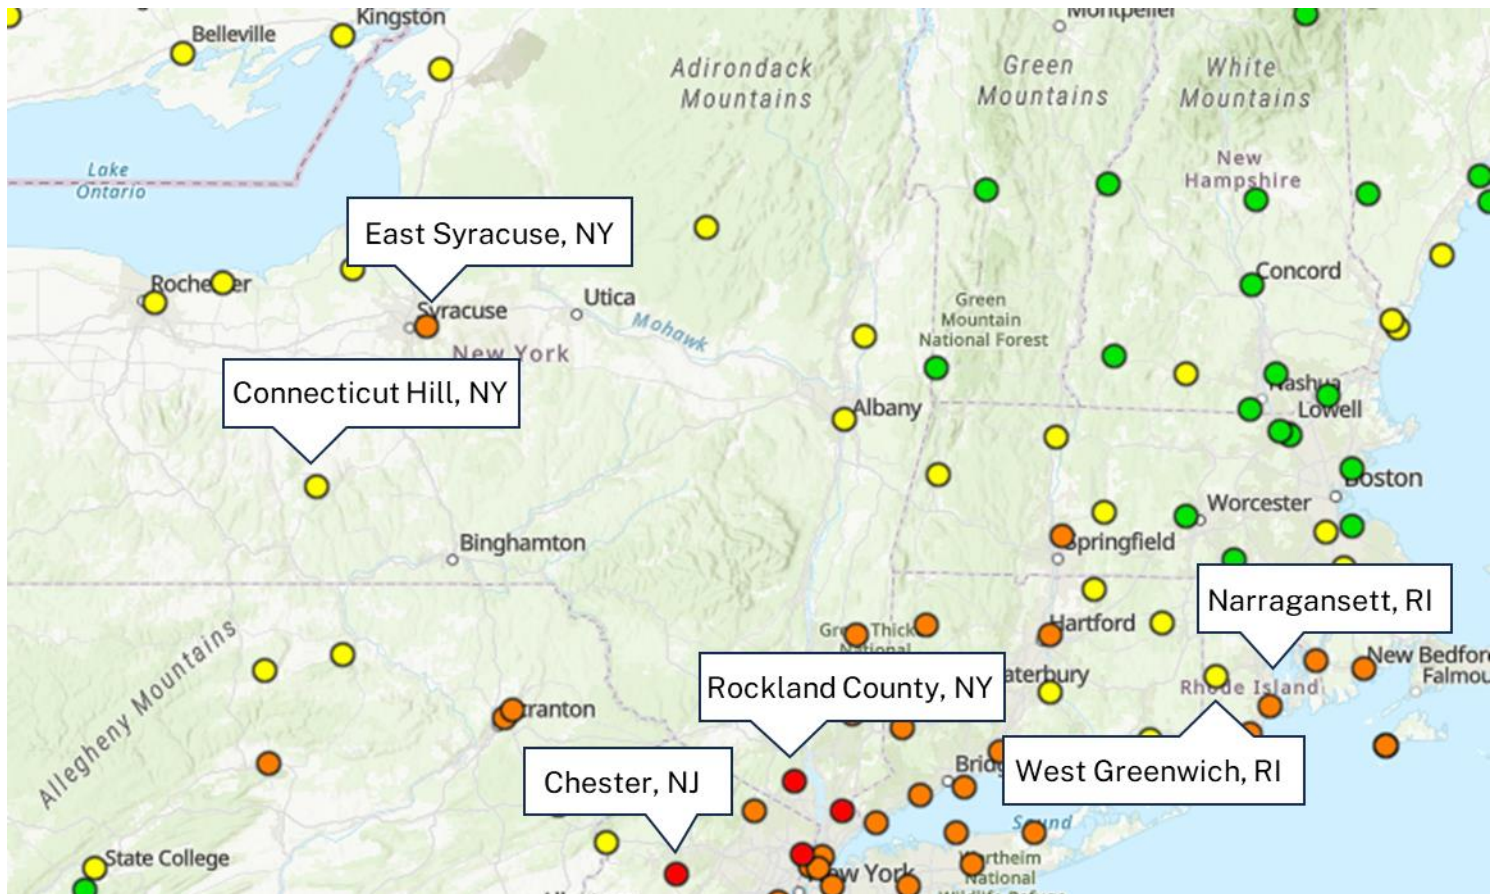 Kingston
Belleville
Montpelier
Adirondack
Mountains
Green
Mountains
White
Mountains
Lake
Ontario
New
Hampshire
East Syracuse, NY
Rochester
Syracuse
Utica
Mohawk
New York
Green
Mountain
National Forest
Concord
Connecticut Hill, NY
Albany
Nashua
Lowell
Boston
Worcester
Binghamton
Springfield
Narragansett, RI
Hartford
National
New Bedford
Rhode Island
Rockland County, NY
Scranton
Allegheny Mountains
West Greenwich, RI
Chester, NJ
Sound
State College
New York
National